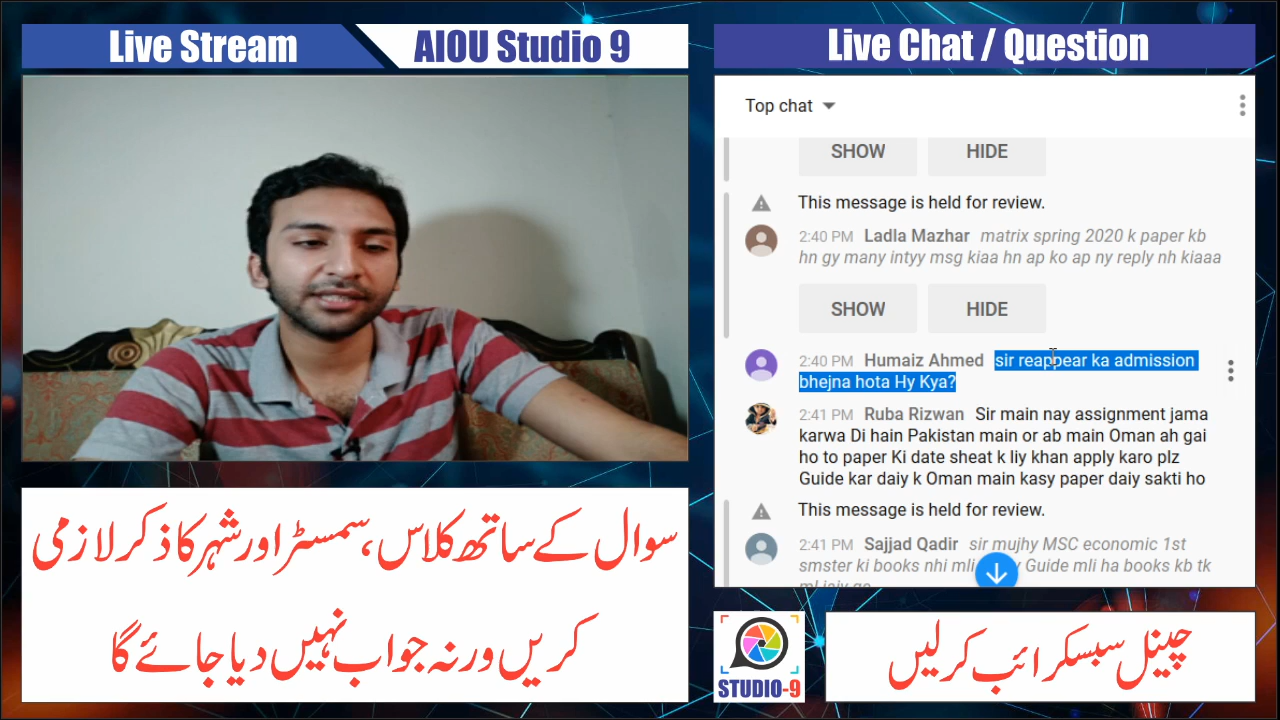 Live Stream
AIOU Studio 9
سوال کے ساتھ کلاس، سمسٹر اور شہر کا ذکر لازمی
کریں ورنہ جواب نہیں دیا جائے گا
Live Chat / Question
Top chat
SHOW HIDE
This message is held for review.
2:40 PM Ladla Mazhar matrix spring 2020 k paper kb
hn gy many intyy msg kiaa hn ap ko ap ny reply nh kiaaa
SHOW HIDE
2:40 PM Humaiz Ahmed sir reappear ka admission
bhejna hota Hy Kya?
2:41 PM Ruba Rizwan Sir main nay assignment jama
karwa Di hain Pakistan main or ab main Oman ah gai
ho to paper Ki date sheat k liy khan apply karo plz
Guide kar daiy k Oman main kasy paper daiy sakti ho
This message is held for review.
2:41 PM Sajjad Qadir sir mujhy MSC economic 1st
smster ki books nhi mli Guide mli ha books kb tk
STUDIO-9
چینل سبسکرائب کرلیں